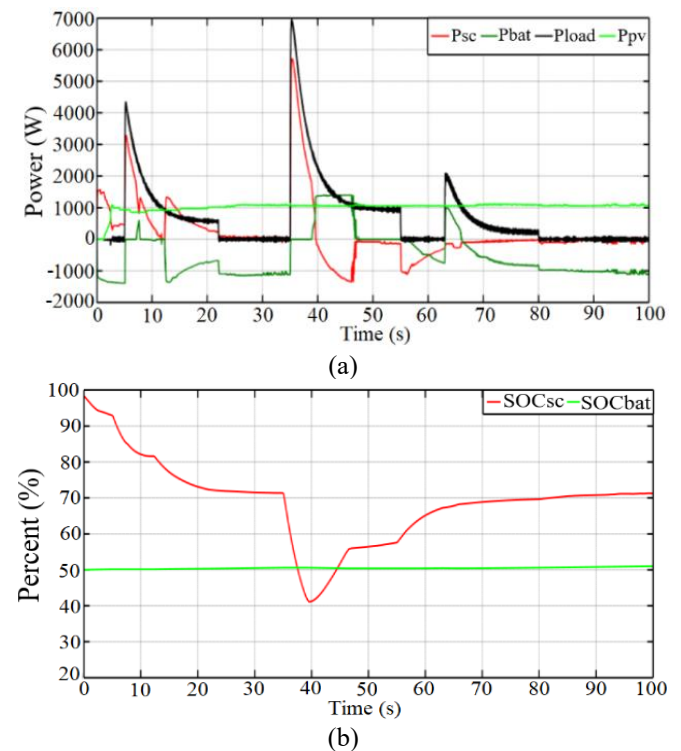 Psc Pbat Pload Ppv
7000
6000
5000
4000
3000
2000
1000
0
-1000
-2000
Power (W)
0 10 20 30 40 50 60 70 80 90 100
Time (s)
(a)
SOCsc SOCbat
100
90
80
70
60
50
40
30
20
Percent (%)
0 10 20 30 40 50 60 70 80 90 100
Time (s)
(b)